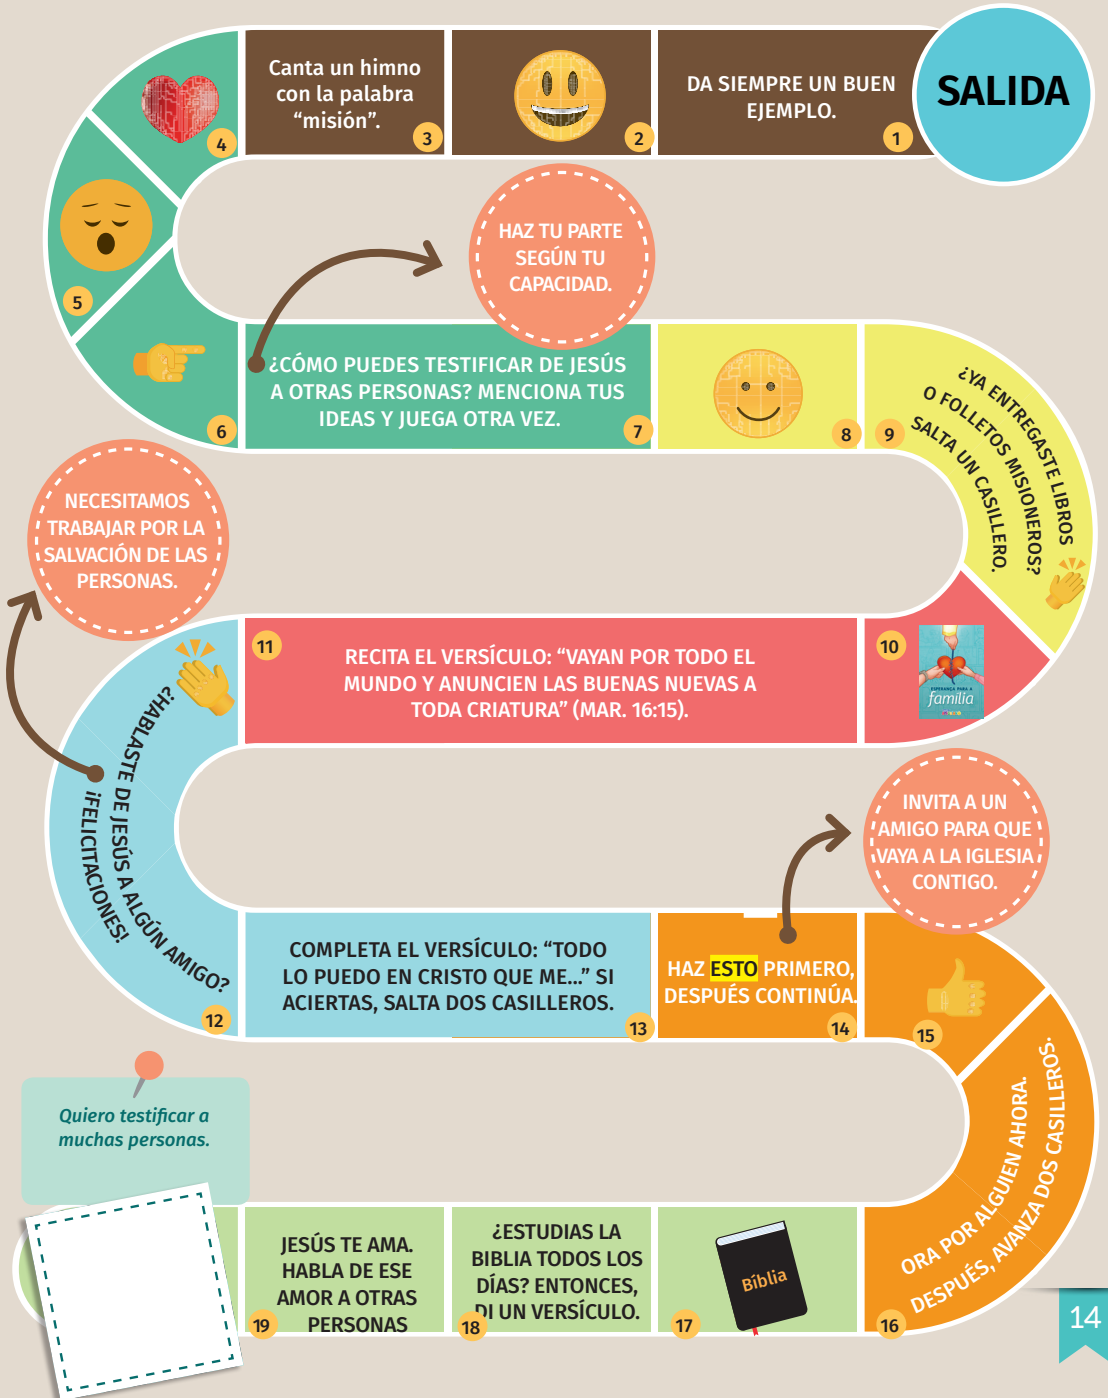 SALIDA
DA SIEMPRE UN BUEN
EJEMPLO.
1
2
Canta un himno
con la palabra
“misión”.
3
4
5
6
HAZ TU PARTE
SEGÚN TU
CAPACIDAD.
¿CÓMO PUEDES TESTIFICAR DE JESÚS
A OTRAS PERSONAS? MENCIONA TUS
IDEAS Y JUEGA OTRA VEZ.
7
8
9
¿YA ENTREGASTE LIBROS
O FOLLETOS MISIONEROS?
SALTA UN CASILLERO.
10
ESPERANÇA PARA A
família
11
RECITA EL VERSÍCULO: “VAYAN POR TODO EL
MUNDO Y ANUNCIEN LAS BUENAS NUEVAS A
TODA CRIATURA” (MAR. 16:15).
NECESITAMOS
TRABAJAR POR LA
SALVACIÓN DE LAS
PERSONAS.
¿HABLASTE DE JESÚS A ALGÚN AMIGO?
¡FELICITACIONES!
12
COMPLETA EL VERSÍCULO: “TODO
LO PUEDO EN CRISTO QUE ME...” SI
ACIERTAS, SALTA DOS CASILLEROS.
13
HAZ ESTO PRIMERO,
DESPUÉS CONTINÚA.
14
INVITA A UN
AMIGO PARA QUE
VAYA A LA IGLESIA
CONTIGO.
15
ORA POR ALGUIEN AHORA.
DESPUÉS, AVANZA DOS CASILLEROS.
16
Bíblia
17
¿ESTUDIAS LA
BIBLIA TODOS LOS
DÍAS? ENTONCES,
DI UN VERSÍCULO.
18
JESÚS TE AMA.
HABLA DE ESE
AMOR A OTRAS
PERSONAS
19
Quiero testificar a
muchas personas.
14